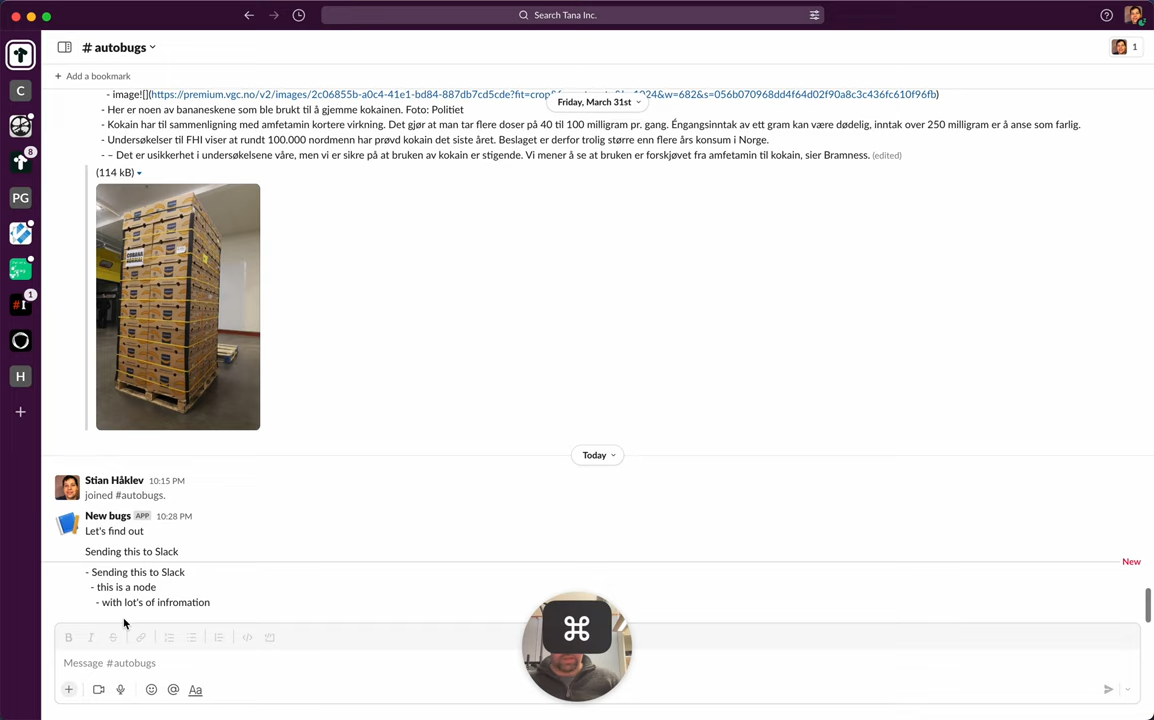 Search Tana Inc.
# autobugs
1
Add a bookmark
- image![](https://premium.vgc.no/v2/images/2c06855b-a0c4-41e1-bd84-887db7cd5cde?fit=crop
1024&w=682&s=056b070968dd4f64d02f90a8c3c436fc610f96fb)
Friday, March 31st
- Her er noen av bananeskene som ble brukt til å gjemme kokainen. Foto: Politiet
- Kokain har til sammenligning med amfetamin kortere virkning. Det gjør at man tar flere doser på 40 til 100 milligram pr. gang. Éngangsinntak av ett gram kan være dødelig, inntak over 250 milligram er å anse som farlig.
- Undersøkelser til FHI viser at rundt 100.000 nordmenn har prøvd kokain det siste året. Beslaget er derfor trolig større enn flere års konsum i Norge.
- – Det er usikkerhet i undersøkelsene våre, men vi er sikre på at bruken av kokain er stigende. Vi mener å se at bruken er forskjøvet fra amfetamin til kokain, sier Bramness. (edited)
(114 kB)
Today
Stian Håklev 10:15 PM
joined #autobugs.
New bugs APP 10:28 PM
Let's find out
Sending this to Slack
New
- Sending this to Slack
- this is a node
- with lot's of infromation
Message #autobugs
Aa
C
8
PG
#I
1
H
⌘